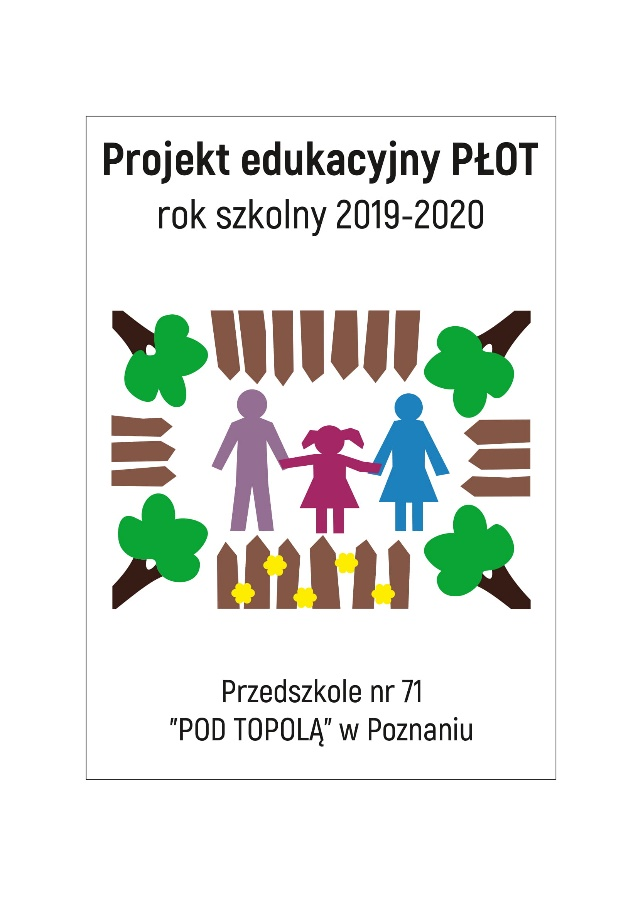 Projekt edukacyjny PŁOT
rok szkolny 2019-2020
Przedszkole nr 71
"POD TOPOLĄ" w Poznaniu